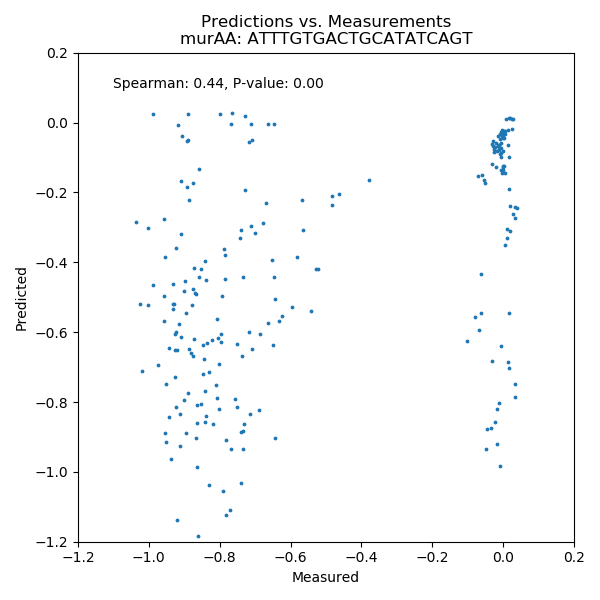 Predictions vs. Measurements
murAA: ATTTGTGACTGCATATCAGT
Spearman: 0.44, P-value: 0.00
Predicted
0.2
0.0
−0.2
−0.4
−0.6
−0.8
−1.0
−1.2
−1.2 −1.0 −0.8 −0.6 −0.4 −0.2 0.0 0.2
Measured